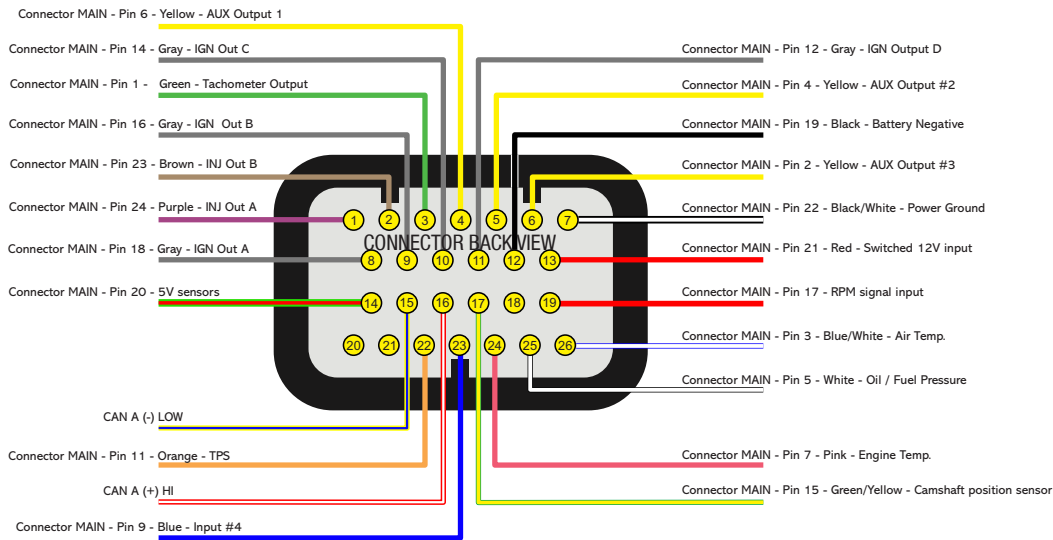 Connector MAIN - Pin 6 - Yellow - AUX Output 1
Connector MAIN - Pin 14 - Gray - IGN Out C
Connector MAIN - Pin 1 - Green - Tachometer Output
Connector MAIN - Pin 16 - Gray - IGN Out B
Connector MAIN - Pin 23 - Brown - INJ Out B
Connector MAIN - Pin 24 - Purple - INJ Out A
Connector MAIN - Pin 18 - Gray - IGN Out A
Connector MAIN - Pin 20 - 5V sensors
CAN A (-) LOW
Connector MAIN - Pin 11 - Orange - TPS
CAN A (+) HI
Connector MAIN - Pin 9 - Blue - Input #4
1 2 3 4 5 6 7
CONNECTOR BACK VIEW
8 9 10 11 12 13
14 15 16 17 18 19
20 21 22 23 24 25 26
Connector MAIN - Pin 12 - Gray - IGN Output D
Connector MAIN - Pin 4 - Yellow - AUX Output #2
Connector MAIN - Pin 19 - Black - Battery Negative
Connector MAIN - Pin 2 - Yellow - AUX Output #3
Connector MAIN - Pin 22 - Black/White - Power Ground
Connector MAIN - Pin 21 - Red - Switched 12V input
Connector MAIN - Pin 17 - RPM signal input
Connector MAIN - Pin 3 - Blue/White - Air Temp.
Connector MAIN - Pin 5 - White - Oil / Fuel Pressure
Connector MAIN - Pin 7 - Pink - Engine Temp.
Connector MAIN - Pin 15 - Green/Yellow - Camshaft position sensor